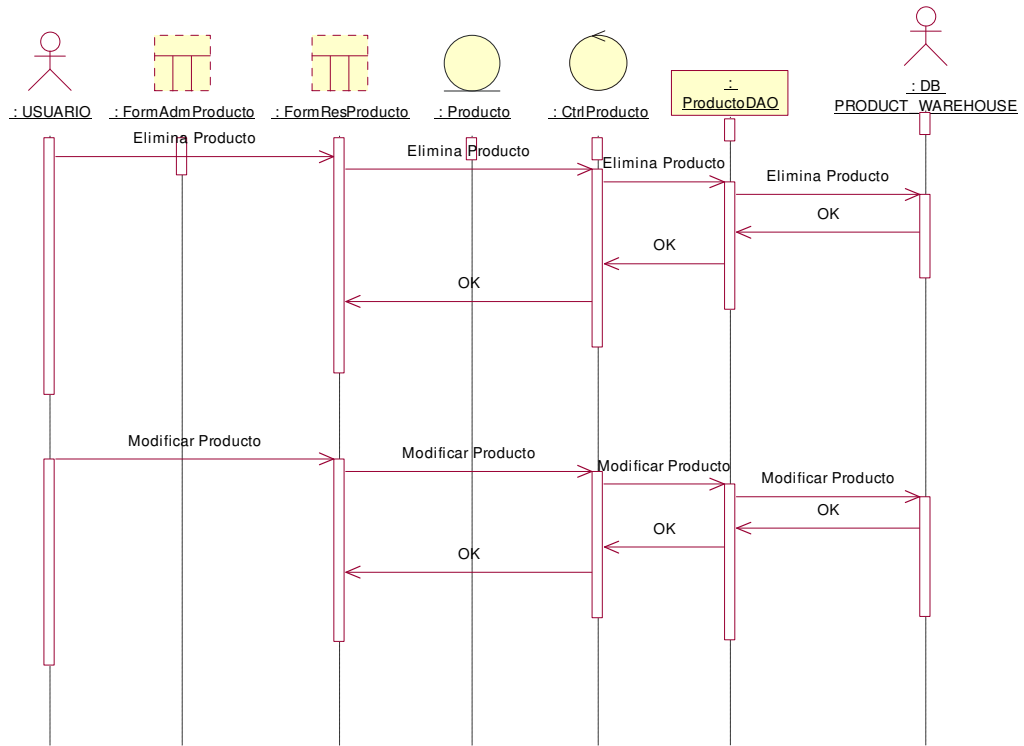 : USUARIO
: FormAdmProducto
: FormResProducto
: Producto
: CtrlProducto
:
ProductoDAO
: DB
PRODUCT_WAREHOUSE
Elimina Producto
Elimina Producto
Elimina Producto
Elimina Producto
OK
OK
OK
Modificar Producto
Modificar Producto
Modificar Producto
Modificar Producto
OK
OK
OK